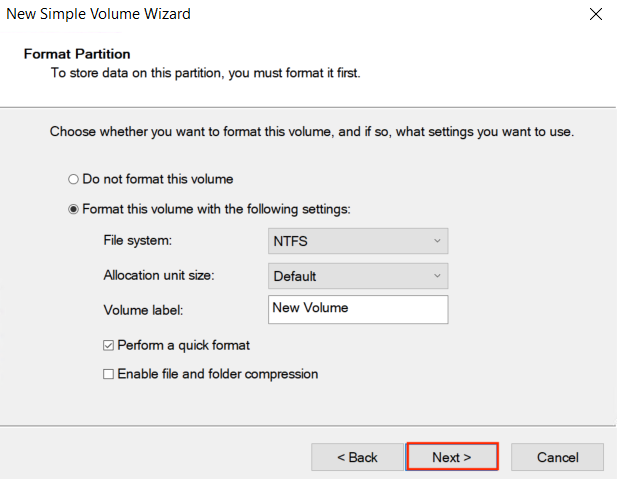 New Simple Volume Wizard
Format Partition
To store data on this partition, you must format it first.
Choose whether you want to format this volume, and if so, what settings you want to use.
Do not format this volume
Format this volume with the following settings:
File system: NTFS
Allocation unit size: Default
Volume label: New Volume
Perform a quick format
Enable file and folder compression
< Back Next > Cancel